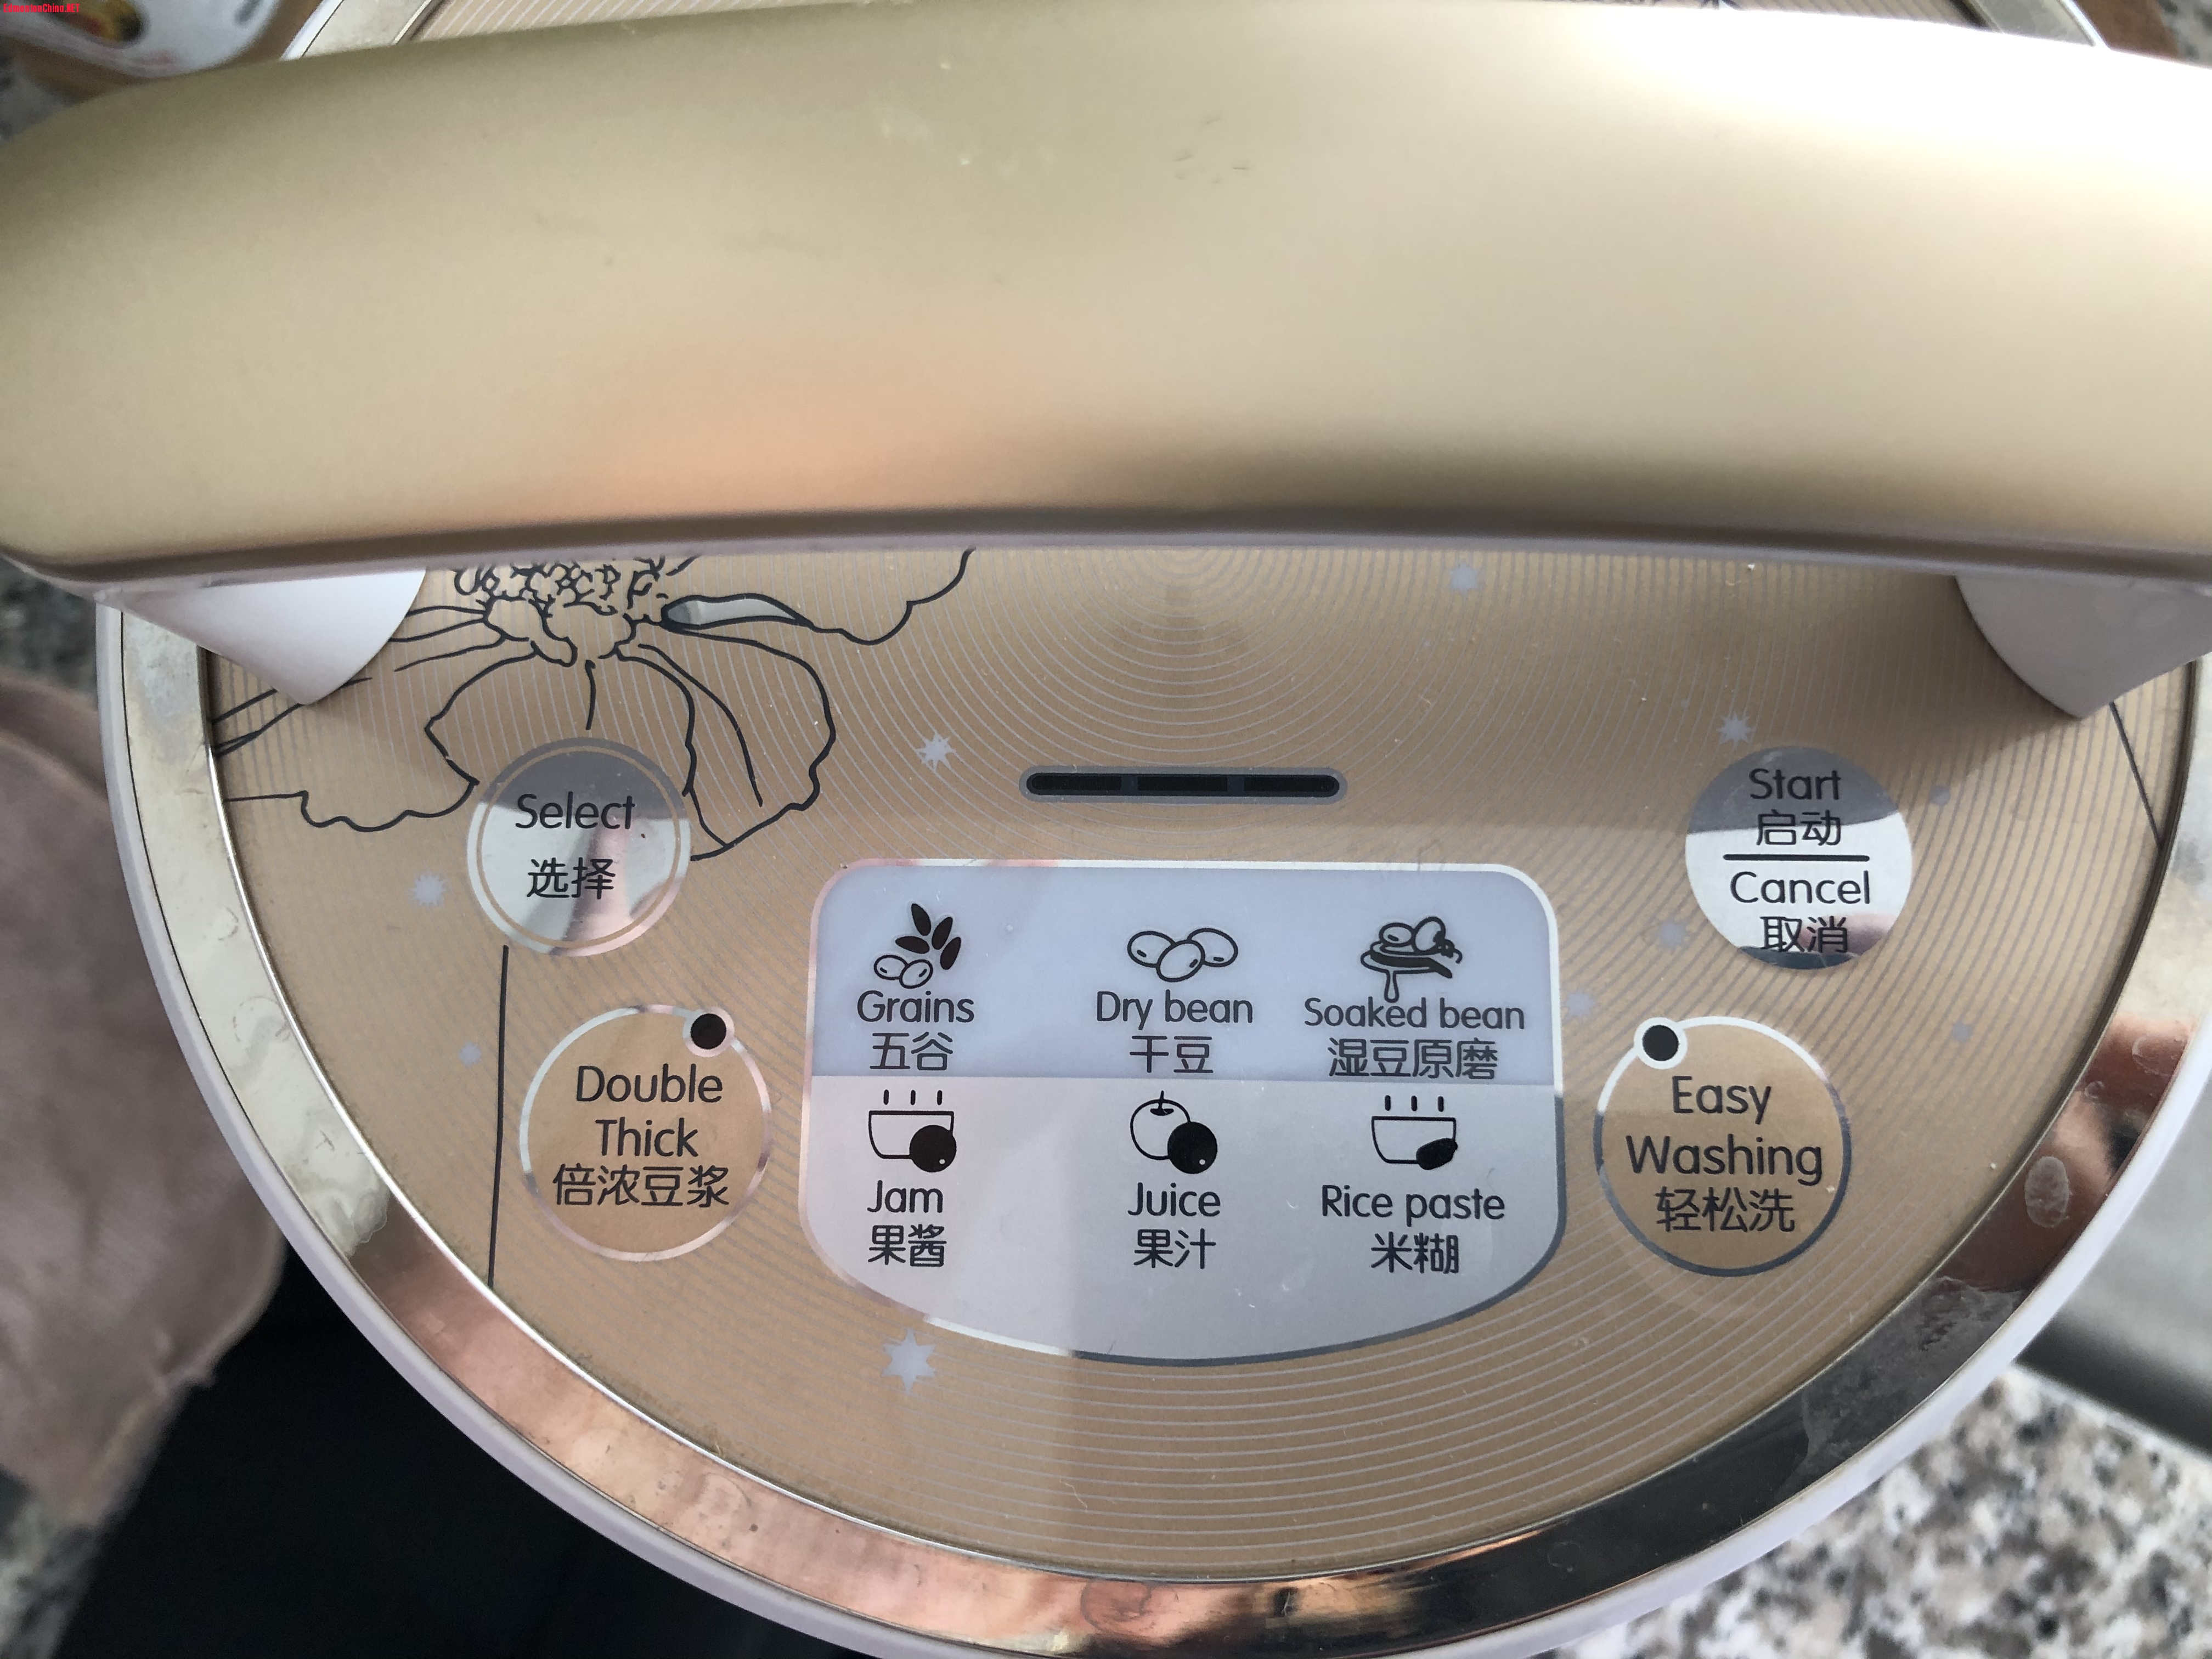 Select
选择
Start
启动
Cancel
取消
Grains
五谷
Dry bean
干豆
Soaked bean
湿豆原磨
Double
Thick
倍浓豆浆
Jam
果酱
Juice
果汁
Rice paste
米糊
Easy
Washing
轻松洗